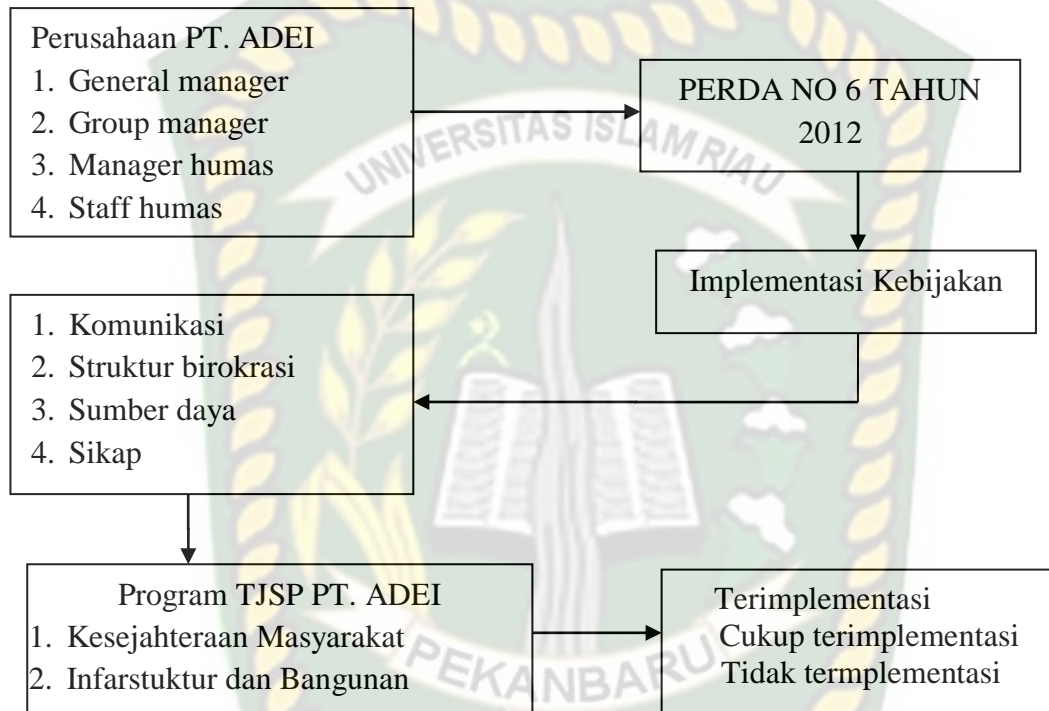 Perusahaan PT. ADEI
1. General manager
2. Group manager
3. Manager humas
4. Staff humas
PERDA NO 6 TAHUN
2012
UNIVERSITAS ISLAM RIAU
Implementasi Kebijakan
1. Komunikasi
2. Struktur birokrasi
3. Sumber daya
4. Sikap
Program TJSP PT. ADEI
1. Kesejahteraan Masyarakat
2. Infarstuktur dan Bangunan
Terimplementasi
Cukup terimplementasi
Tidak termplementasi
PEKANBARU